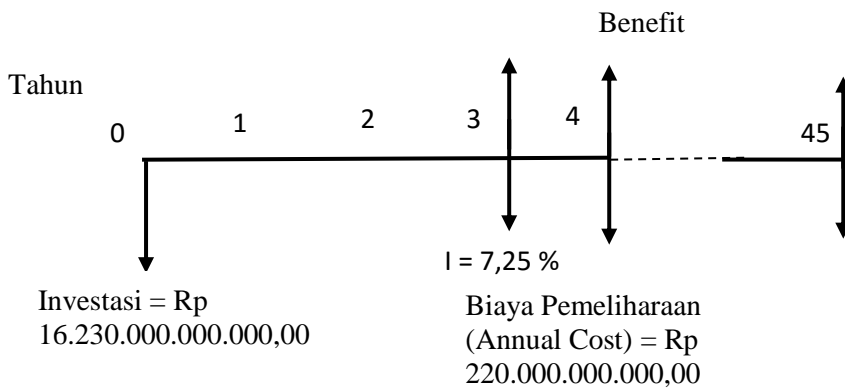 Benefit
Tahun
0
1
2
3
4
45
I = 7,25 %
Investasi = Rp
16.230.000.000.000,00
Biaya Pemeliharaan
(Annual Cost) = Rp
220.000.000.000,00